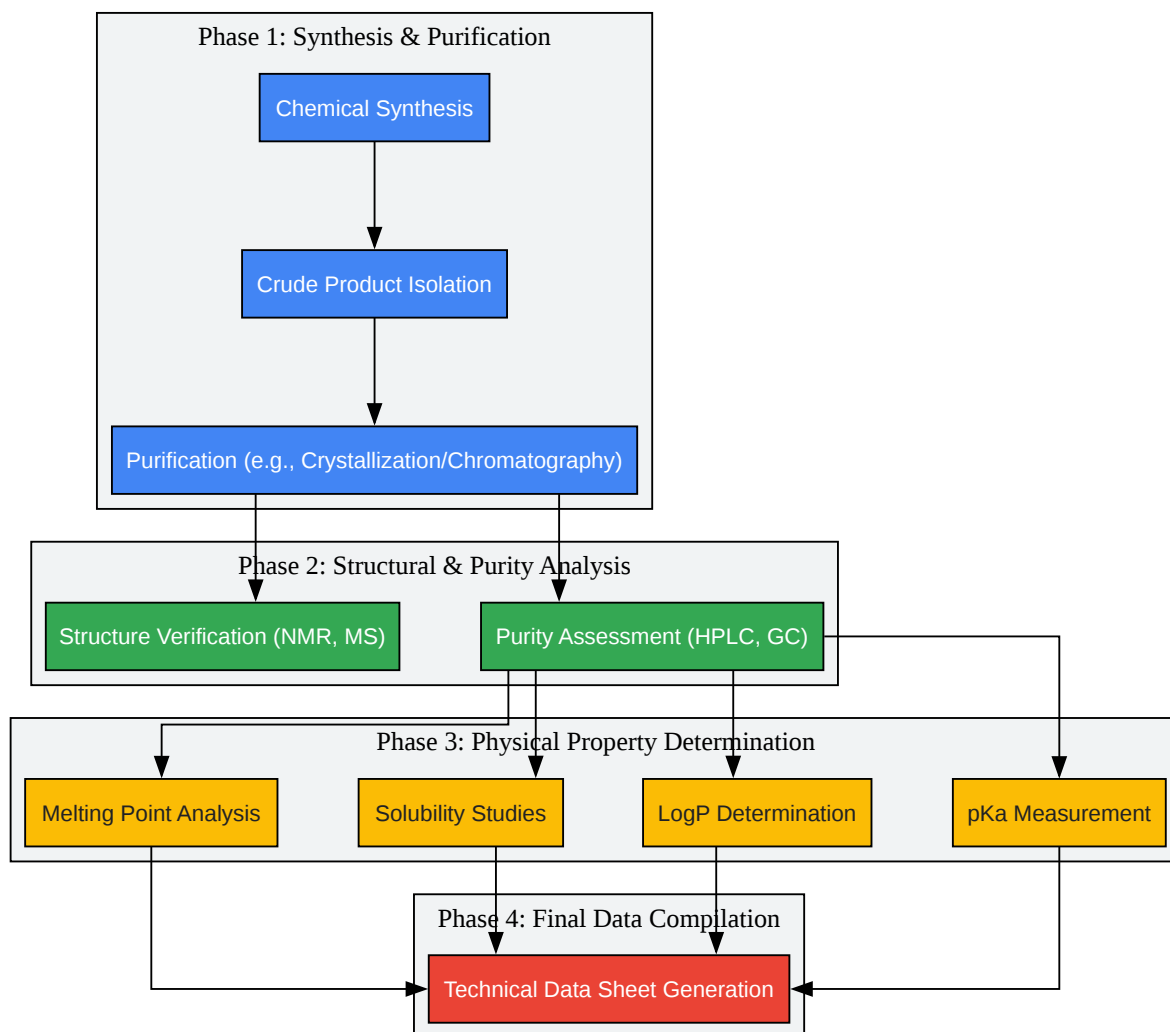 Phase 1: Synthesis & Purification
Chemical Synthesis
Crude Product Isolation
Purification (e.g., Crystallization/Chromatography)
Phase 2: Structural & Purity Analysis
Structure Verification (NMR, MS)
Purity Assessment (HPLC, GC)
Phase 3: Physical Property Determination
Melting Point Analysis
Solubility Studies
LogP Determination
pKa Measurement
Phase 4: Final Data Compilation
Technical Data Sheet Generation